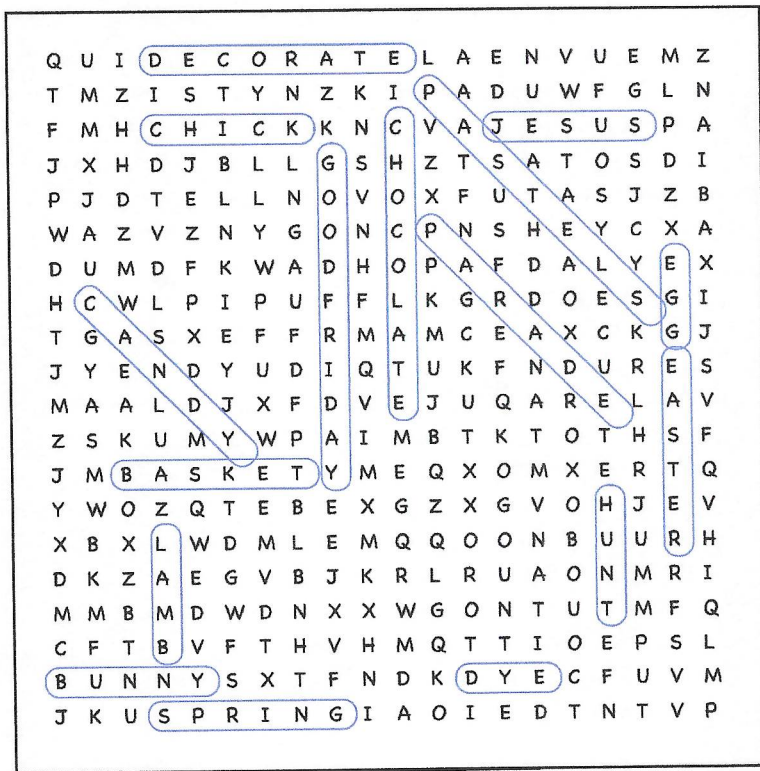 Q U I D E C O R A T E L A E N V U E M Z
T M Z I S T Y N Z K I P A D U W F G L N
F M H C H I C K K N C V A J E S U S P A
J X H D J B L L G S H Z T S A T O S D I
P J D T E L L N O V O X F U T A S J Z B
W A Z V Z N Y G O N C P N S H E Y C X A
D U M D F K W A D H O P A F D A L Y E X
H C W L P I P U F F L K G R D O E S G I
T G A S X E F F R M A M C E A X C K G J
J Y E N D Y U D I Q T U K F N D U R E S
M A A L D J X F D V E J U Q A R E L A V
Z S K U M Y W P A I M B T K T O T H S F
J M B A S K E T Y M E Q X O M X E R T Q
Y W O Z Q T E B E X G Z X G V O H J E V
X B X L W D M L E M Q Q O O N B U U R H
D K Z A E G V B J K R L R U A O N M R I
M M B M D W D N X X W G O N T U T M F Q
C F T B V F T H V H M Q T T I O E P S L
B U N N Y S X T F N D K D Y E C F U V M
J K U S P R I N G I A O I E D T N T V P